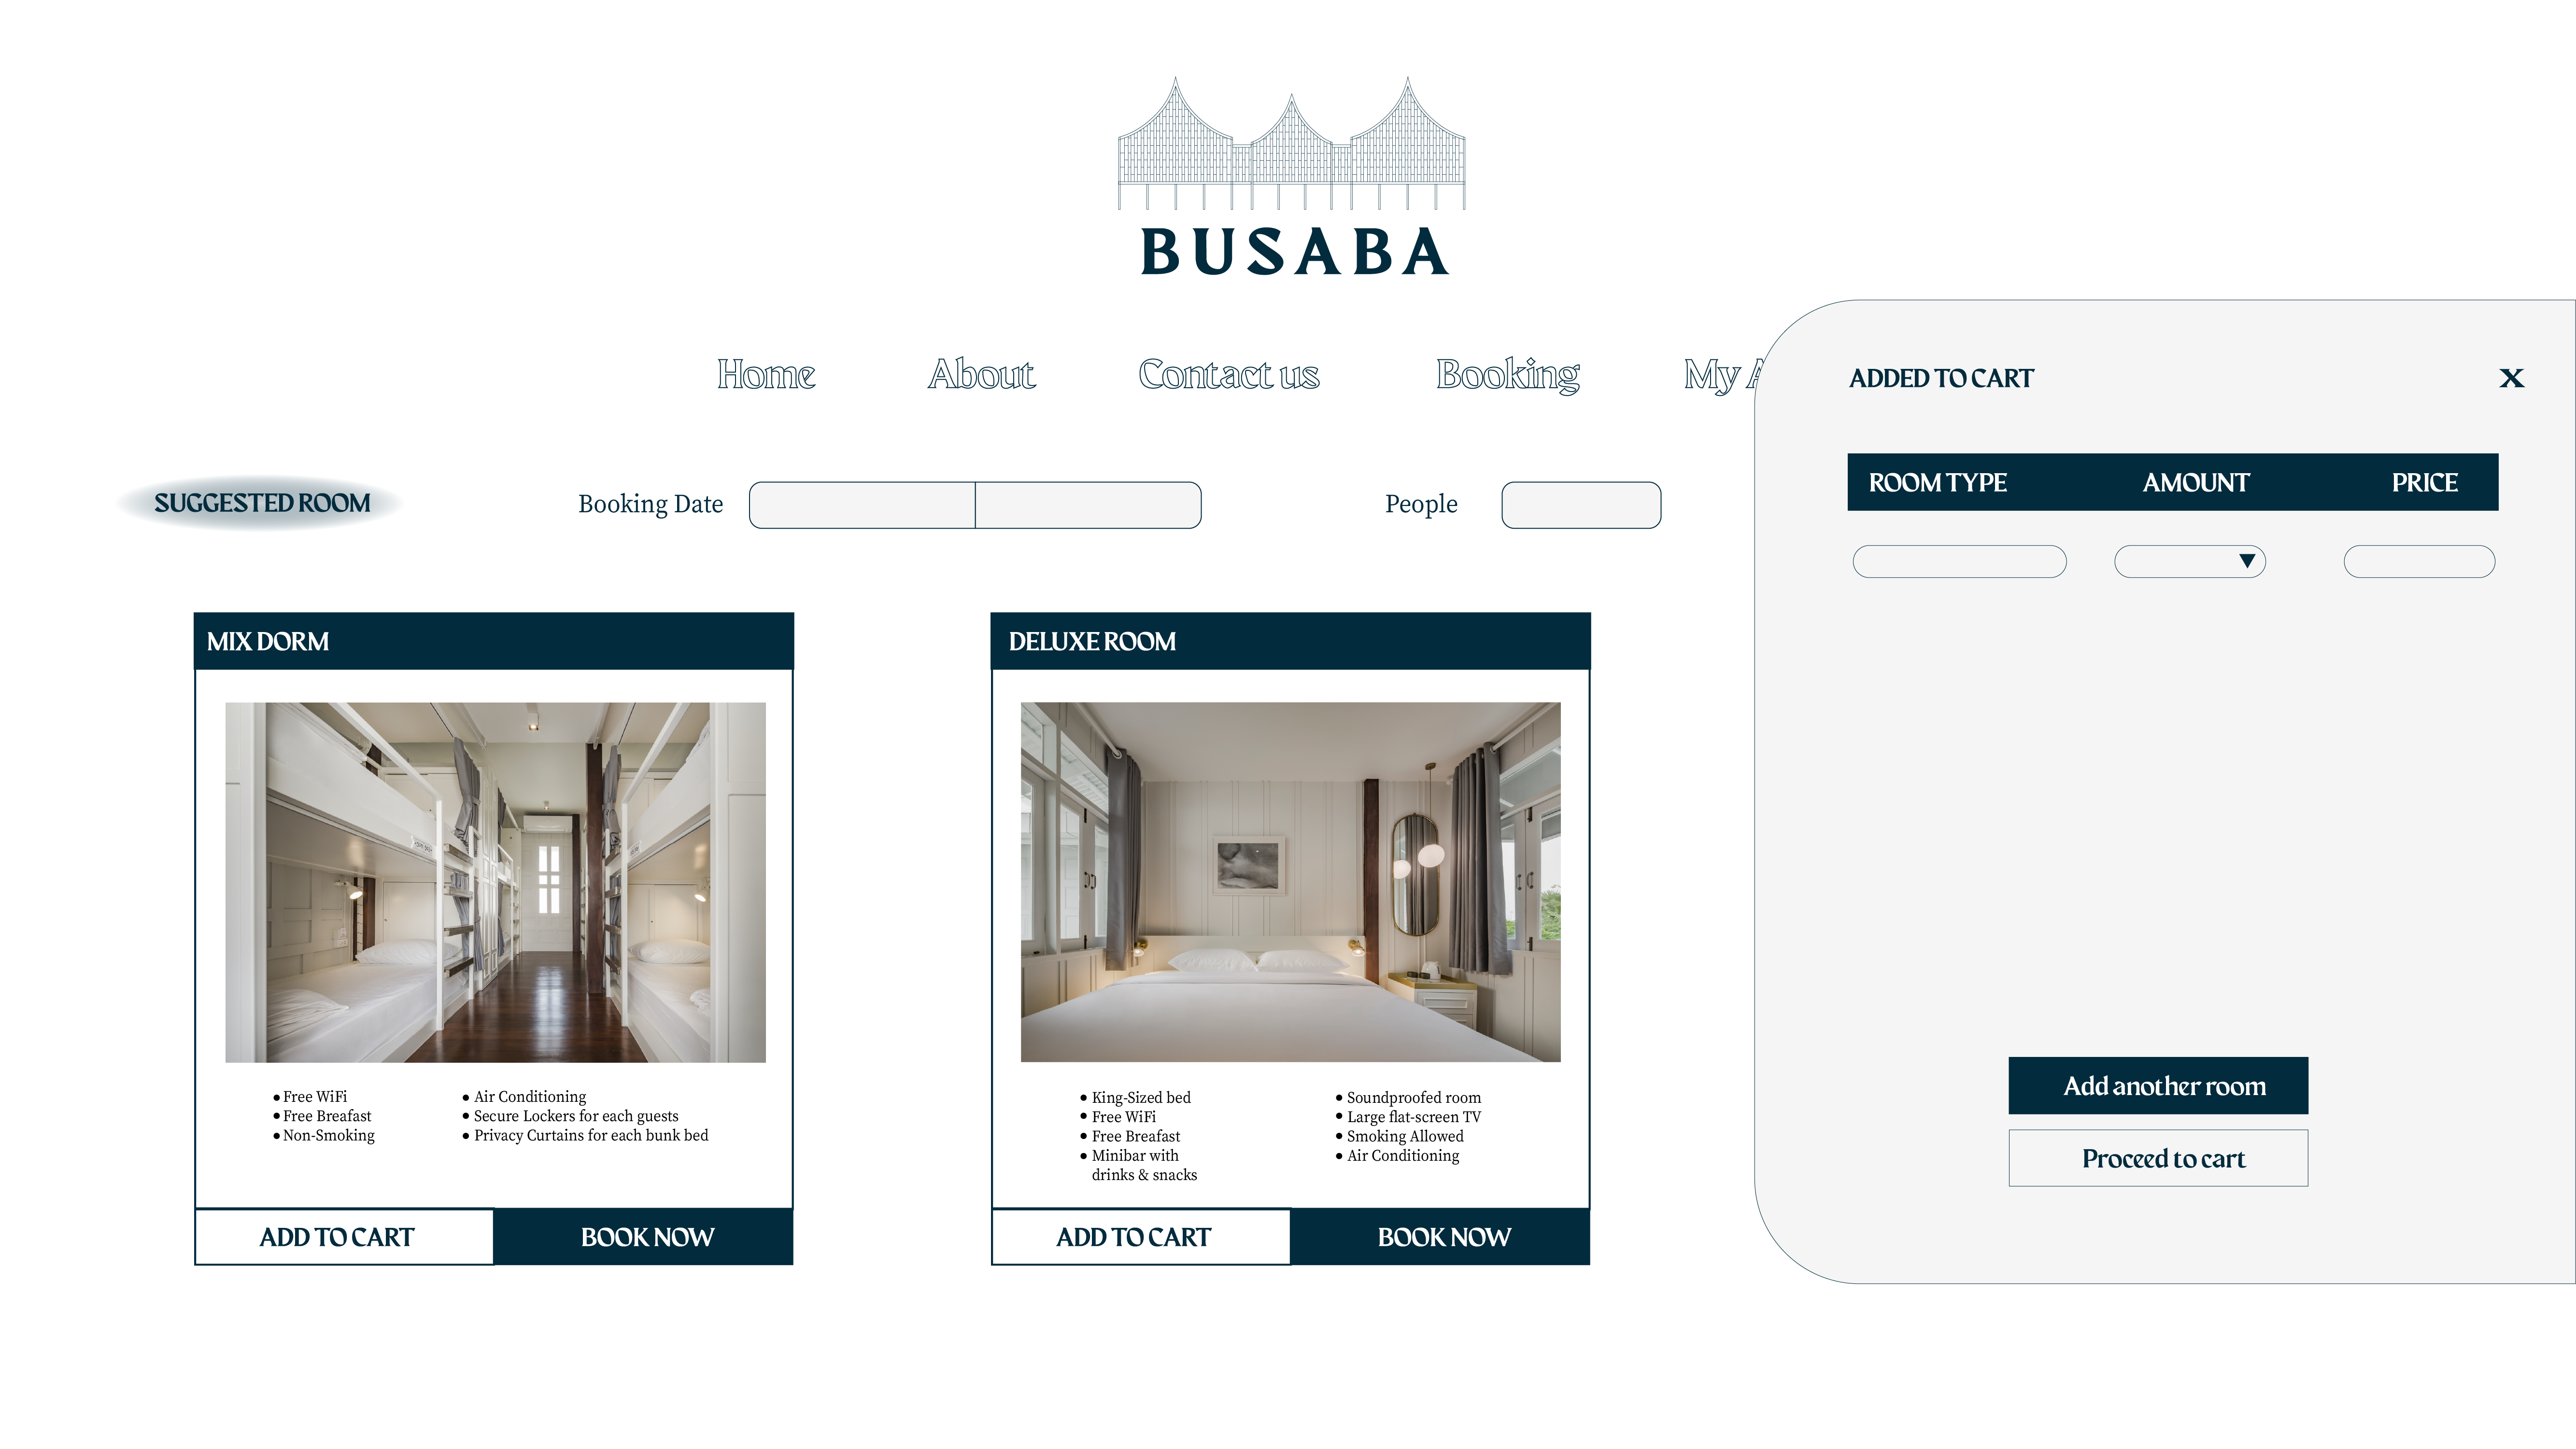 BUSABA
Home About Contact us Booking My A
SUGGESTED ROOM
Booking Date
People
MIX DORM
Free WiFi
Free Breafast
Non-Smoking
Air Conditioning
Secure Lockers for each guests
Privacy Curtains for each bunk bed
ADD TO CART
BOOK NOW
DELUXE ROOM
King-Sized bed
Free WiFi
Free Breafast
Minibar with
drinks & snacks
Soundproofed room
Large flat-screen TV
Smoking Allowed
Air Conditioning
ADD TO CART
BOOK NOW
ADDED TO CART
X
ROOM TYPE AMOUNT PRICE
Add another room
Proceed to cart